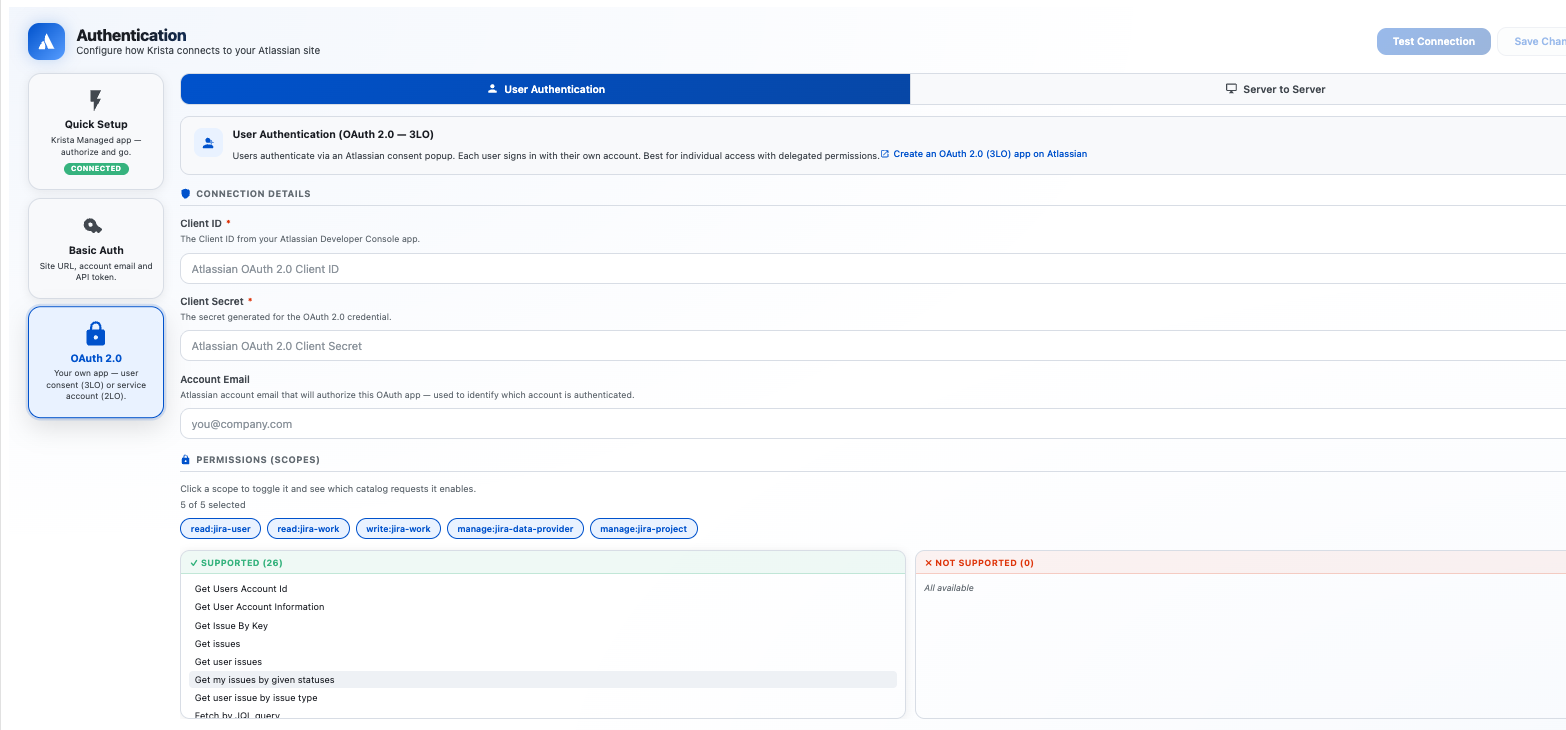 Authentication
Configure how Krista connects to your Atlassian site
Test Connection
Save
Quick Setup
Krista Managed app —
authorize and go.
CONNECTED
Basic Auth
Site URL, account email and
API token.
OAuth 2.0
Your own app — user
consent (3LO) or service
account (2LO).
User Authentication
Server to Server
User Authentication (OAuth 2.0 — 3LO)
Users authenticate via an Atlassian consent popup. Each user signs in with their own account. Best for individual access with delegated permissions. Create an OAuth 2.0 (3LO) app on Atlassian
CONNECTION DETAILS
Client ID *
The Client ID from your Atlassian Developer Console app.
Atlassian OAuth 2.0 Client ID
Client Secret *
The secret generated for the OAuth 2.0 credential.
Atlassian OAuth 2.0 Client Secret
Account Email
Atlassian account email that will authorize this OAuth app — used to identify which account is authenticated.
you@company.com
PERMISSIONS (SCOPES)
Click a scope to toggle it and see which catalog requests it enables.
5 of 5 selected
read:jira-user read:jira-work write:jira-work manage:jira-data-provider manage:jira-project
✓ SUPPORTED (26)
Get Users Account Id
Get User Account Information
Get Issue By Key
Get issues
Get user issues
Get my issues by given statuses
Get user issue by issue type
Fetch by JQL query
✕ NOT SUPPORTED (0)
All available